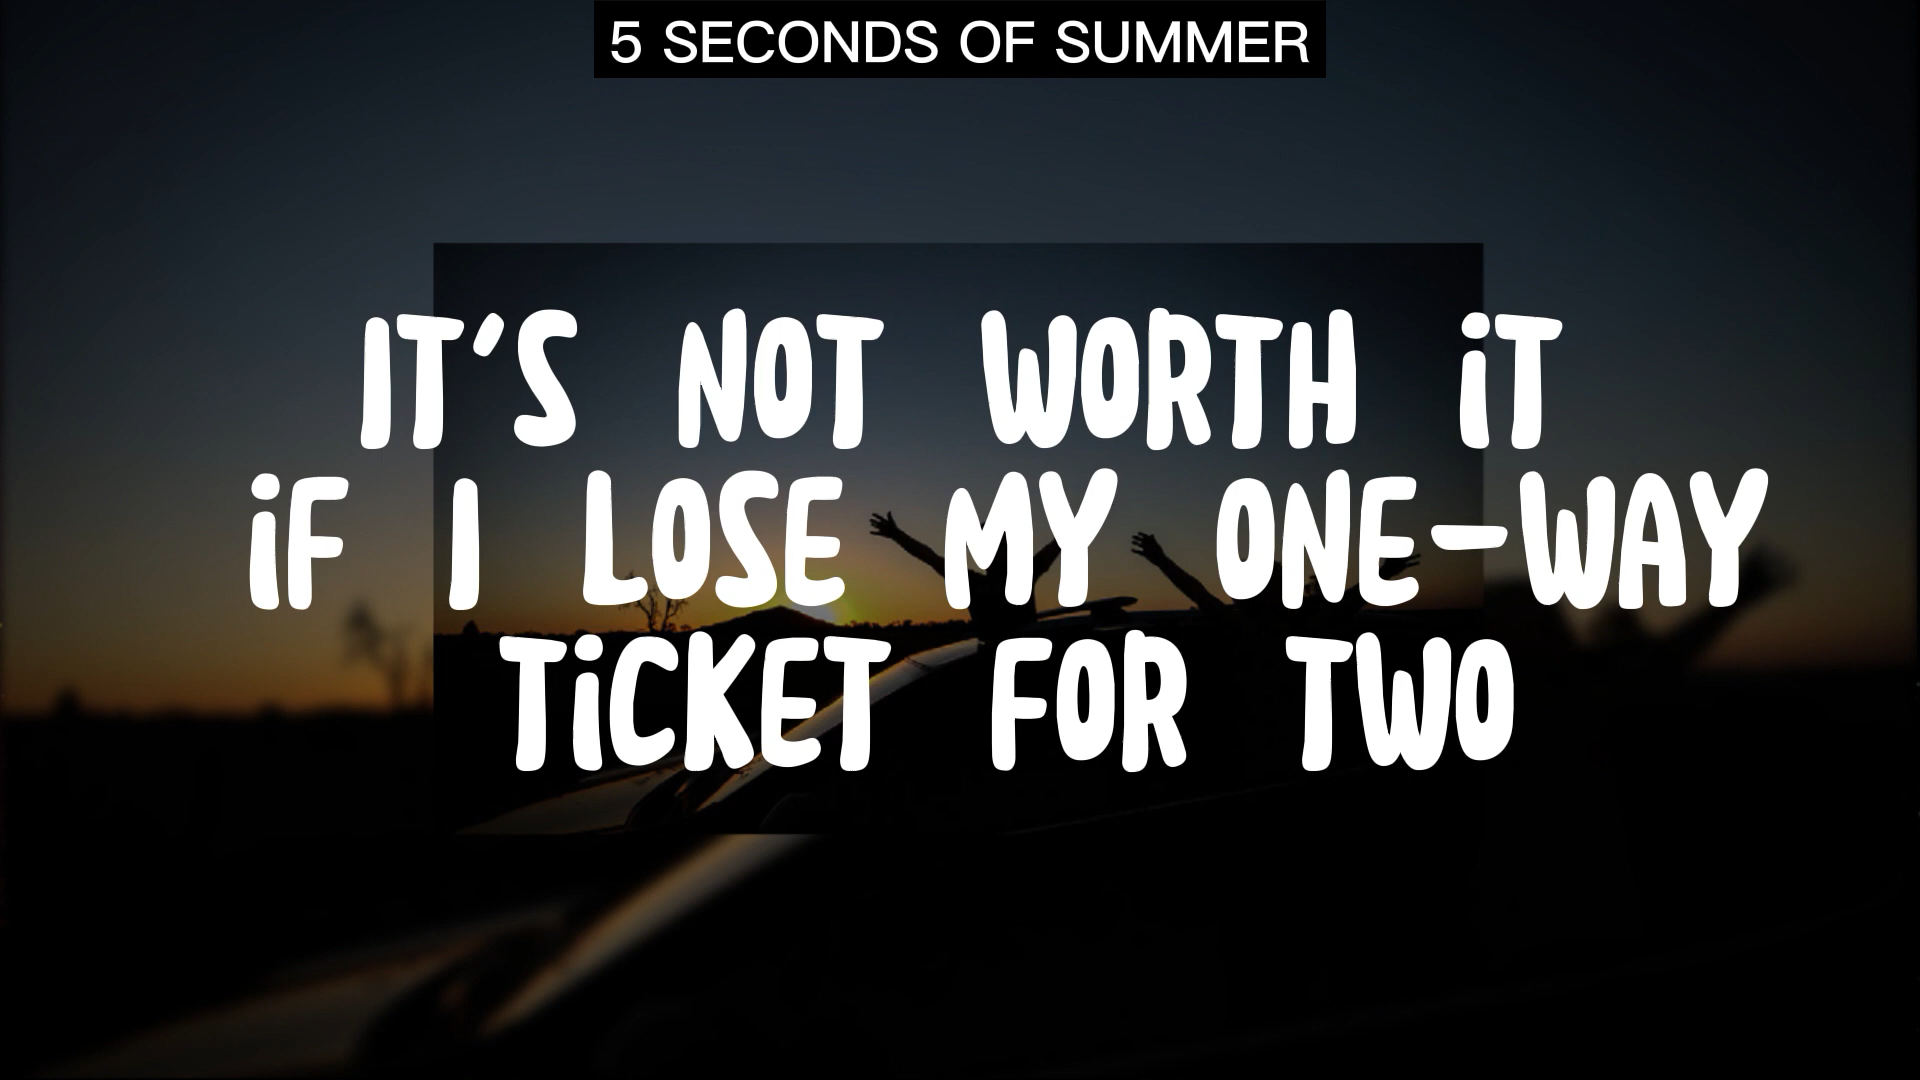 5 SECONDS OF SUMMER
IT'S NOT WORTH IT
IF I LOSE MY ONE-WAY
TICKET FOR TWO